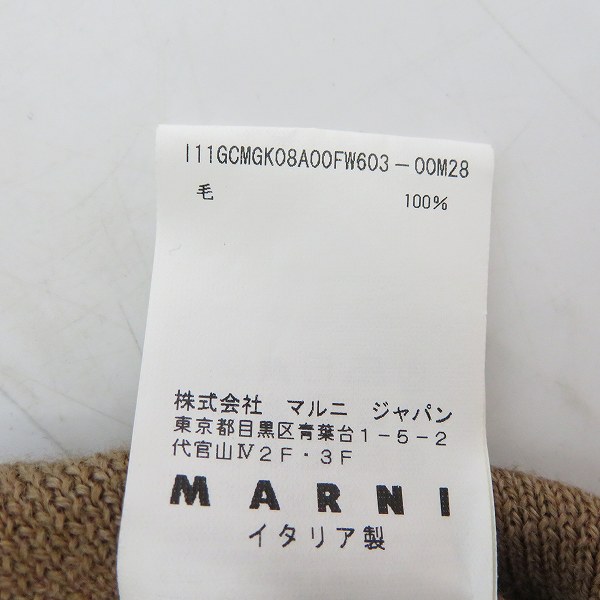 I11GCMGK08A00FW603-00M28
毛 100%
株式会社 マルニ ジャパン
東京都目黒区青葉台1-5-2
代官山Ⅳ2F・3F
MARNI
イタリア製